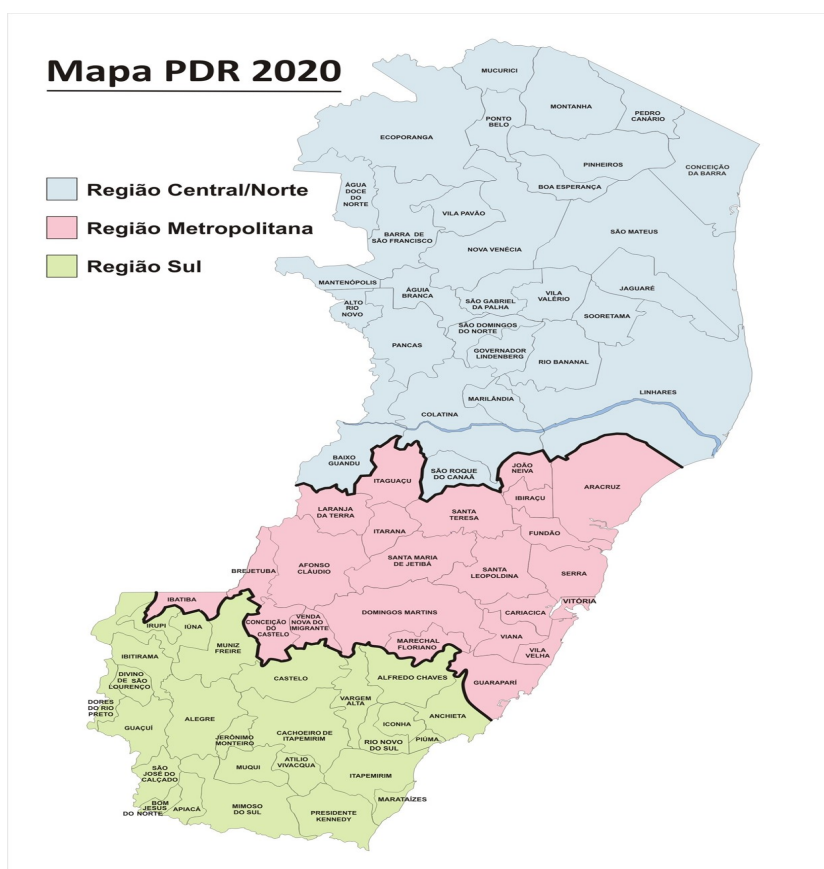 Mapa PDR 2020
Região Central/Norte
Região Metropolitana
Região Sul
MUCURICI
MONTANHA
PEDRO
CANÁRIO
PONTO
BELO
ECOPORANGA
PINHEIROS
CONCEIÇÃO
DA BARRA
ÁGUA
DOCE
DO
NORTE
BOA ESPERANÇA
VILA PAVÃO
BARRA DE
SÃO FRANCISCO
SÃO MATEUS
NOVA VENÉCIA
MANTENÓPOLIS
ÁGUIA
BRANCA
JAGUARÉ
ALTO
RIO
NOVO
SÃO GABRIEL
DA PALHA
VILA
VALÉRIO
SOORETAMA
SÃO DOMINGOS
DO NORTE
PANCAS
GOVERNADOR
LINDENBERG
RIO BANANAL
LINHARES
MARILÂNDIA
COLATINA
BAIXO
GUANDU
ITAGUAÇU
SÃO ROQUE
DO CANAÃ
JOÃO
NEIVA
ARACRUZ
IBIRAÇU
LARANJA
DA TERRA
SANTA
TERESA
ITARANA
FUNDÃO
BREJETUBA
AFONSO
CLÁUDIO
SANTA MARIA
DE JETIBÁ
SANTA
LEOPOLDINA
SERRA
IBATIBA
VITÓRIA
DOMINGOS MARTINS
CARIACICA
CONCEIÇÃO
DO
CASTELO
VENDA
NOVA DO
IMIGRANTE
IRUPI
IÚNA
MUNIZ
FREIRE
MARECHAL
FLORIANO
VIANA
VILA
VELHA
IBITIRAMA
GUARAPARÍ
DIVINO
DE SÃO
LOURENÇO
CASTELO
ALFREDO CHAVES
DORES
DO RIO
PRETO
VARGEM
ALTA
ANCHIETA
GUAÇUÍ
ALEGRE
ICONHA
JERÔNIMO
MONTEIRO
CACHOEIRO DE
ITAPEMIRIM
RIO NOVO
DO SUL
PIÚMA
SÃO
JOSÉ DO
CALÇADO
MUQUI
ATILIO
VIVACQUA
ITAPEMIRIM
BOM
JESUS
DO NORTE
APIACÁ
MIMOSO
DO SUL
PRESIDENTE
KENNEDY
MARATAÍZES